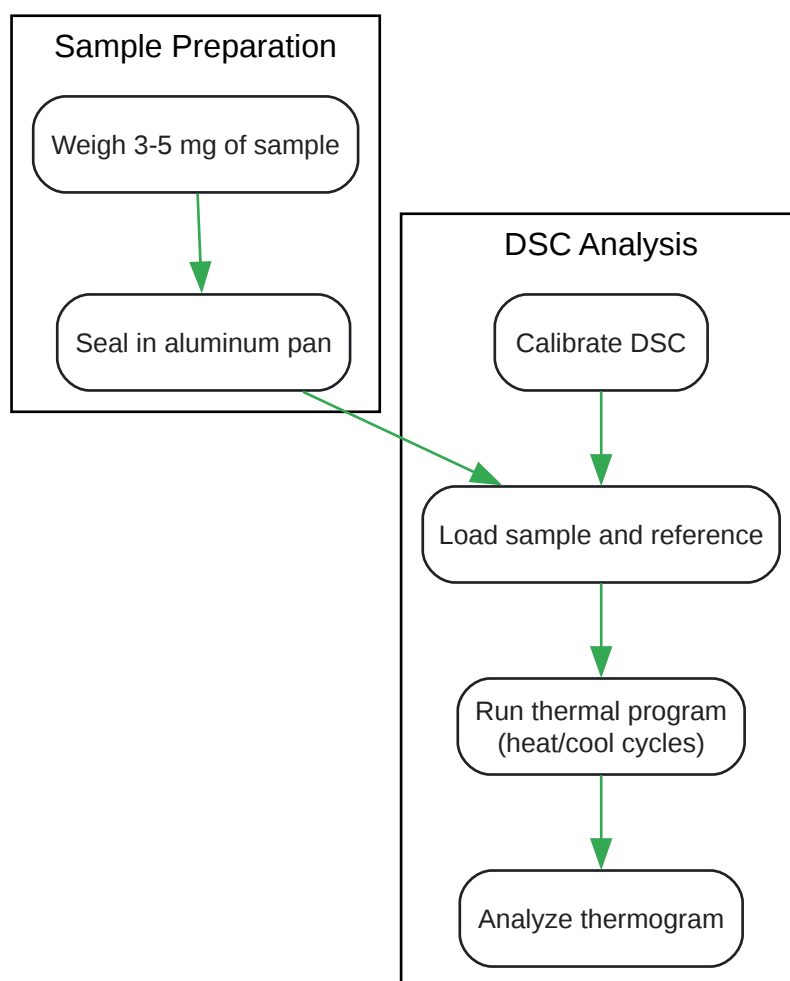 Sample Preparation
Weigh 3-5 mg of sample
Seal in aluminum pan
DSC Analysis
Calibrate DSC
Load sample and reference
Run thermal program
(heat/cool cycles)
Analyze thermogram